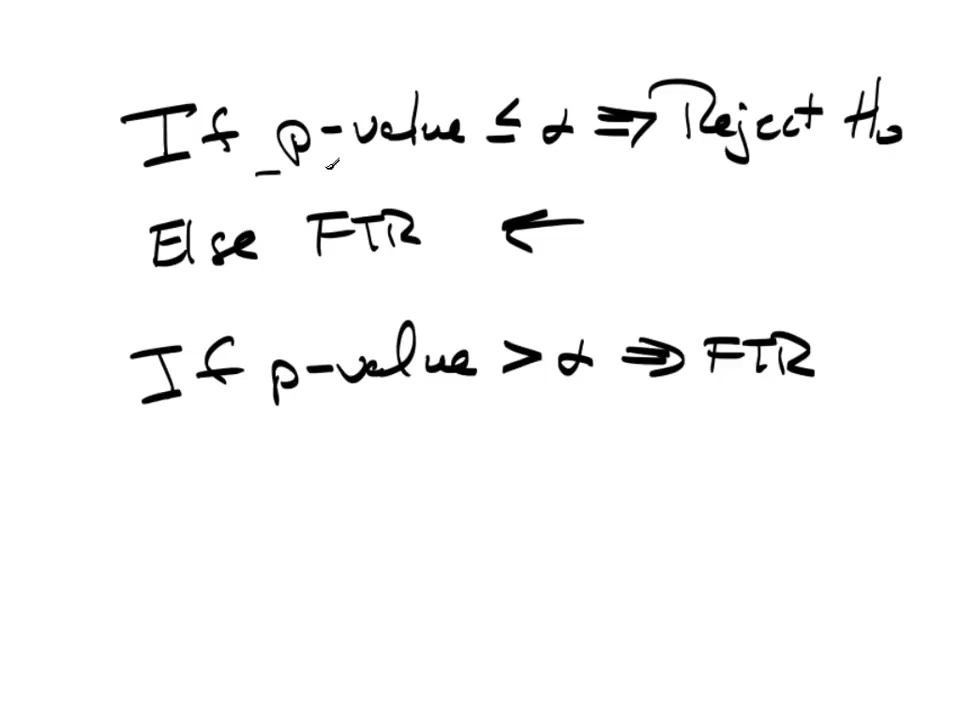 If p-value ≤ α ⇒ Reject H₀
Else FTR ←
If p-value > α ⇒ FTR